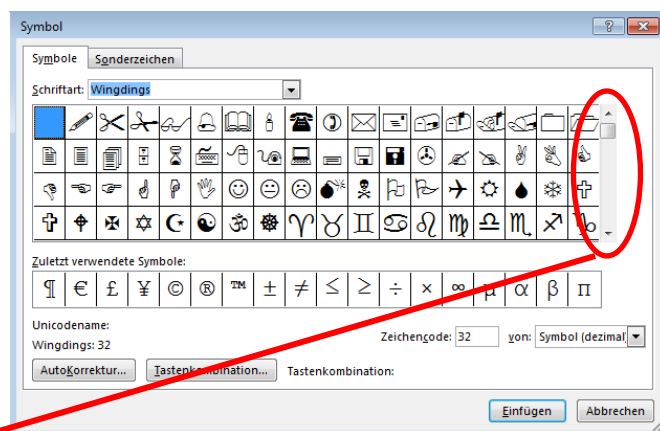 Symbol
Symbole Sonderzeichen
Schriftart: Wingdings
Zuletzt verwendete Symbole:
¶ € £ ¥ © ® ™ ± ≠ ≤ ≥ ÷ × ∞ µ α β π
Unicodename:
Wingdings: 32
Zeichencode: 32 von: Symbol (dezimal)
AutoKorrektur... Tastenkombination... Tastenkombination:
Einfügen Abbrechen